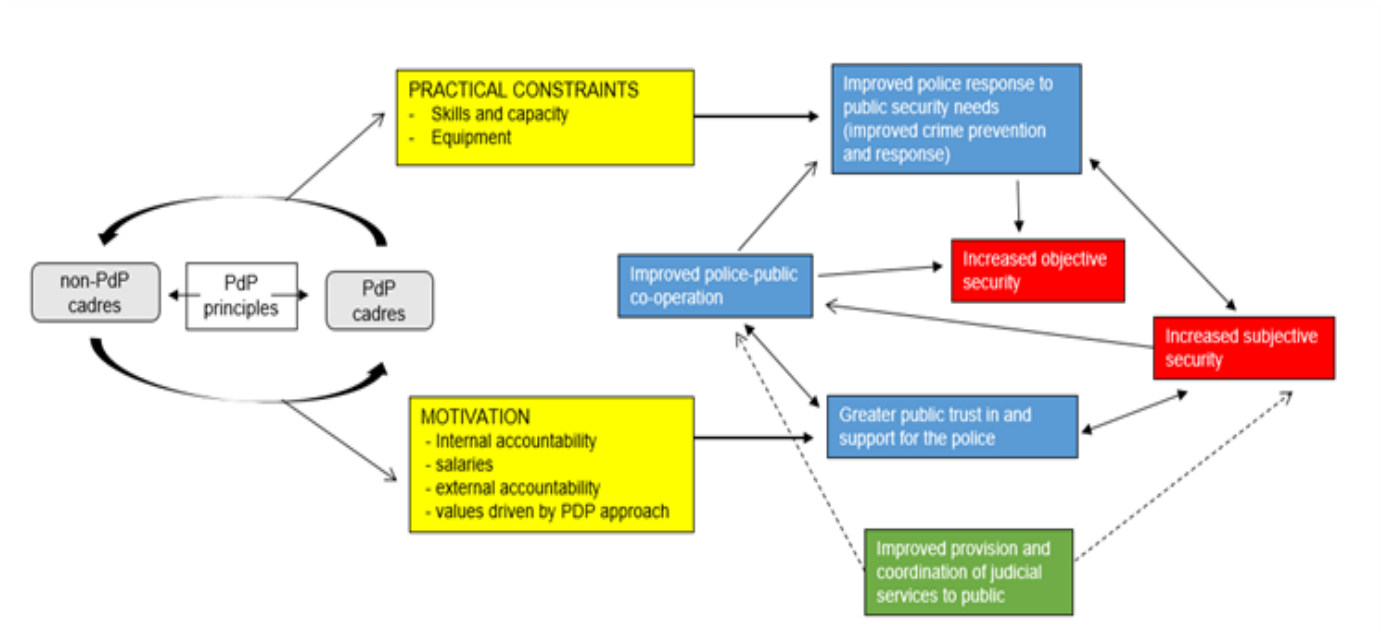 PRACTICAL CONSTRAINTS
- Skills and capacity
- Equipment
Improved police response to
public security needs
(improved crime prevention
and response)
non-PdP
cadres
PdP
principles
PdP
cadres
Improved police-public
co-operation
Increased objective
security
Increased subjective
security
MOTIVATION
- Internal accountability
- salaries
- external accountability
- values driven by PDP approach
Greater public trust in and
support for the police
Improved provision and
coordination of judicial
services to public